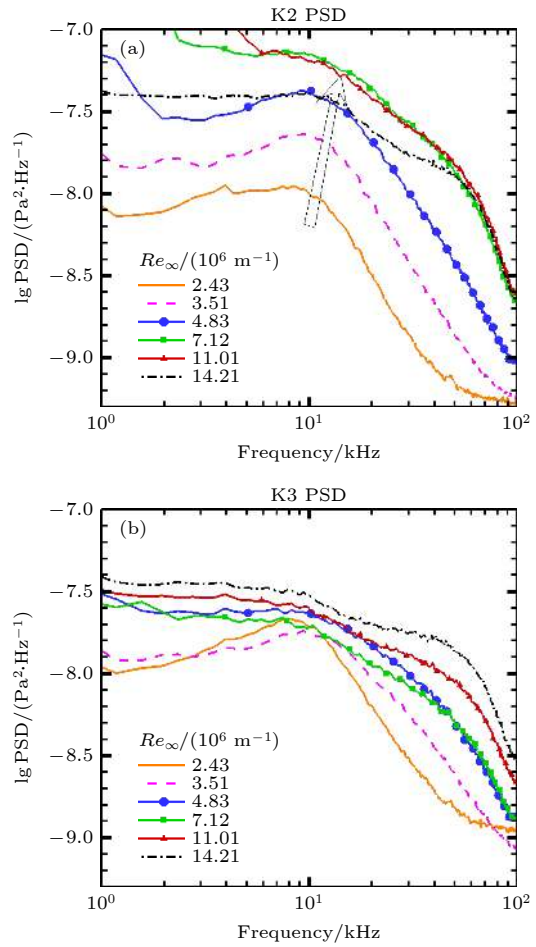 K2 PSD
(a)
lg PSD/(Pa²·Hz⁻¹)
−7.0
−7.5
−8.0
−8.5
−9.0
Re∞/(10⁶ m⁻¹)
2.43
3.51
4.83
7.12
11.01
14.21
10⁰ 10¹ 10²
Frequency/kHz
K3 PSD
(b)
lg PSD/(Pa²·Hz⁻¹)
−7.0
−7.5
−8.0
−8.5
−9.0
Re∞/(10⁶ m⁻¹)
2.43
3.51
4.83
7.12
11.01
14.21
10⁰ 10¹ 10²
Frequency/kHz